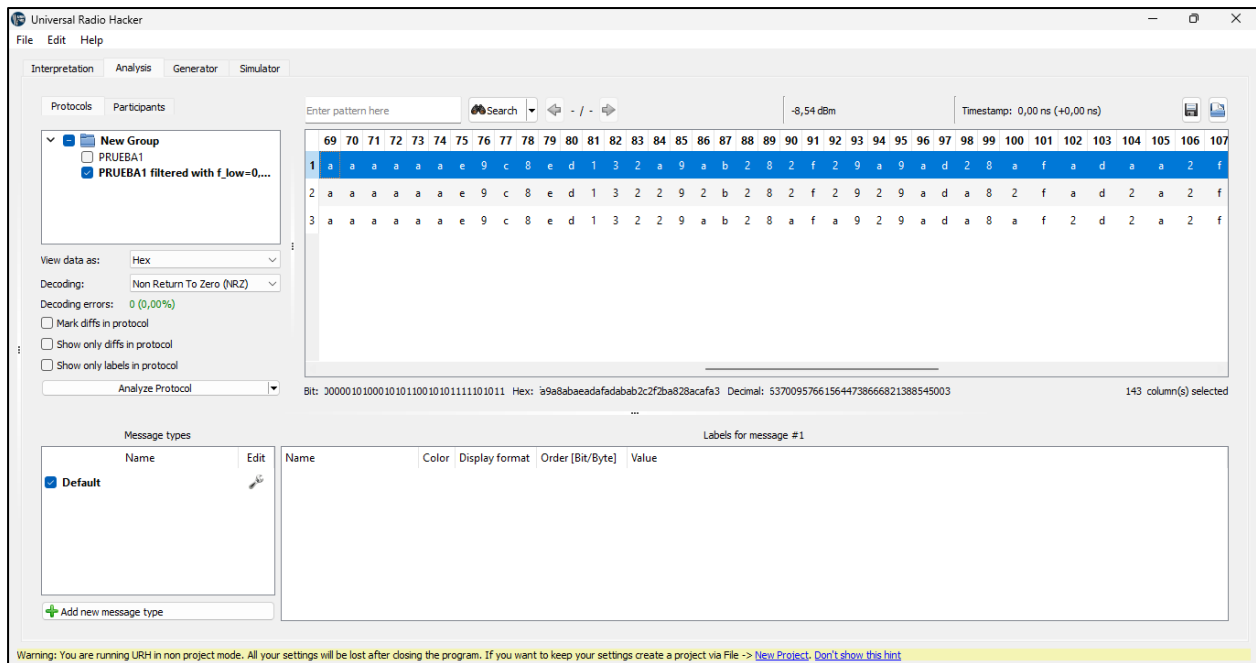 Universal Radio Hacker
File Edit Help
Interpretation Analysis Generator Simulator
Protocols Participants
Enter pattern here Search - / - -8,54 dBm Timestamp: 0,00 ns (+0,00 ns)
New Group
PRUEBA1
PRUEBA1 filtered with f_low=0,...
69 70 71 72 73 74 75 76 77 78 79 80 81 82 83 84 85 86 87 88 89 90 91 92 93 94 95 96 97 98 99 100 101 102 103 104 105 106 107
1 a a a a a a e 9 c 8 e d 1 3 2 a 9 a b 2 8 2 f 2 9 a 9 a d 2 8 a f a d a a 2 f
2 a a a a a a e 9 c 8 e d 1 3 2 2 9 2 b 2 8 2 f 2 9 2 9 a d a 8 2 f a d 2 a 2 f
3 a a a a a a e 9 c 8 e d 1 3 2 2 9 a b 2 8 a f a 9 2 9 a d a 8 a f 2 d 2 a 2 f
View data as: Hex
Decoding: Non Return To Zero (NRZ)
Decoding errors: 0 (0,00%)
Mark diffs in protocol
Show only diffs in protocol
Show only labels in protocol
Analyze Protocol
Bit: 00000101000101011001010111101011 Hex: a9a8abaeadafadabab2c2f2ba828acafa3 Decimal: 5370095766156447386668213885450​03 143 column(s) selected
Message types
Name Edit
Default
Add new message type
Labels for message #1
Name Color Display format Order [Bit/Byte] Value
Warning: You are running URH in non project mode. All your settings will be lost after closing the program. If you want to keep your settings create a project via File -> New Project. Don't show this hint